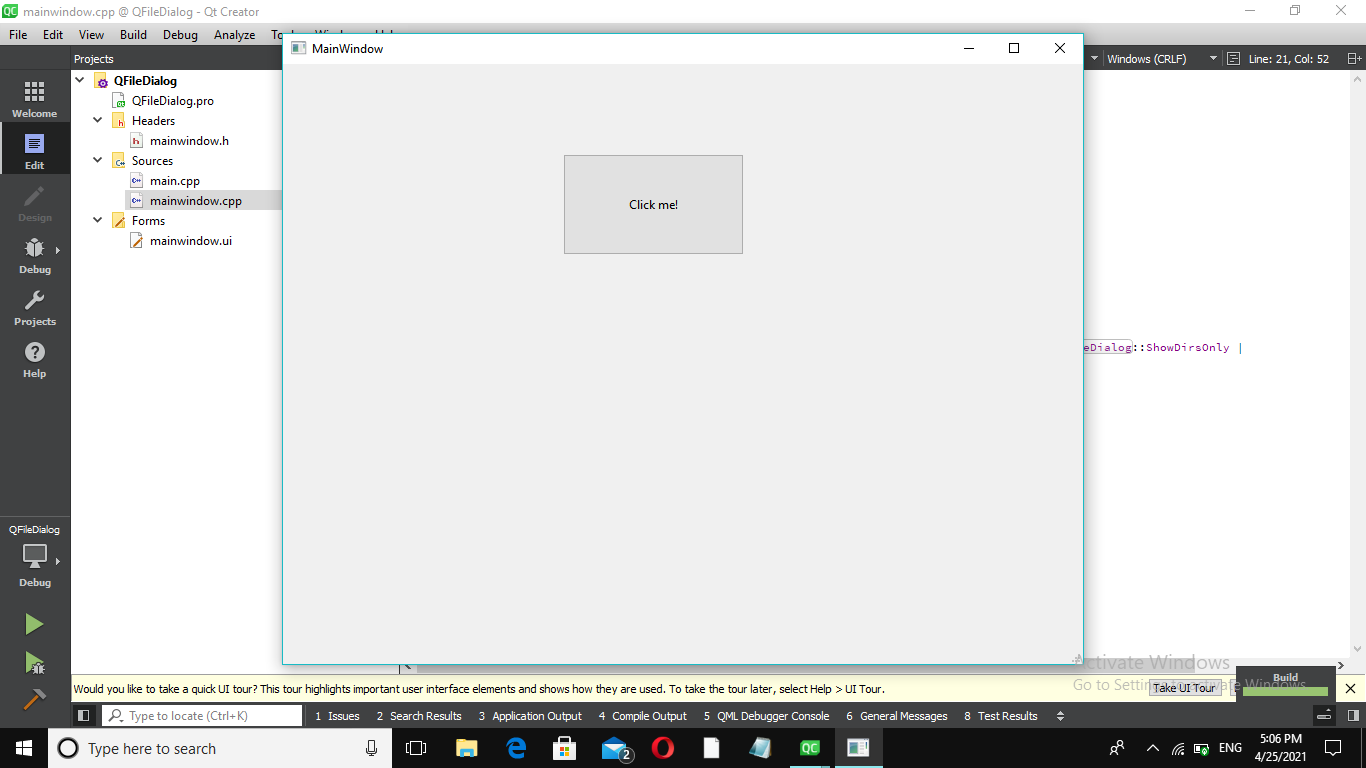 mainwindow.cpp @ QFileDialog - Qt Creator
File Edit View Build Debug Analyze
MainWindow
Projects
Windows (CRLF) Line: 21, Col: 52
QFileDialog
QFileDialog.pro
Headers
mainwindow.h
Sources
main.cpp
mainwindow.cpp
Forms
mainwindow.ui
Welcome
Edit
Design
Debug
Projects
Help
Click me!
eDialog::ShowDirsOnly |
QFileDialog
Debug
Activate Windows
Go to Settings to activate Windows.
Build
Would you like to take a quick UI tour? This tour highlights important user interface elements and shows how they are used. To take the tour later, select Help > UI Tour.
Take UI Tour
Type to locate (Ctrl+K)
1 Issues 2 Search Results 3 Application Output 4 Compile Output 5 QML Debugger Console 6 General Messages 8 Test Results
Type here to search
2
QC
ENG
5:06 PM
4/25/2021